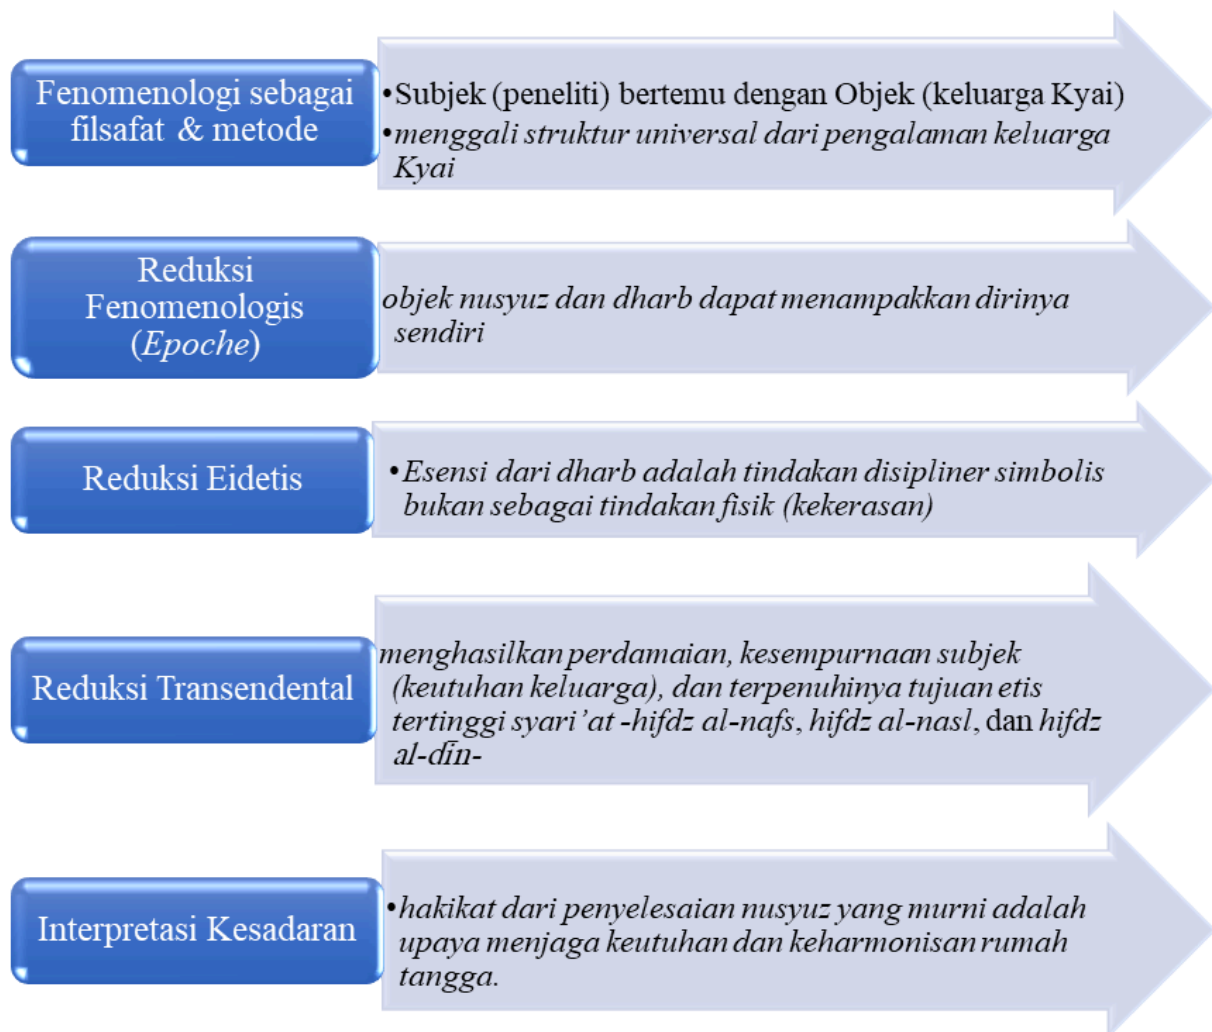 Fenomenologi sebagai
filsafat & metode
•Subjek (peneliti) bertemu dengan Objek (keluarga Kyai)
•menggali struktur universal dari pengalaman keluarga
Kyai
Reduksi
Fenomenologis
(Epoche)
objek nusyuz dan dharb dapat menampakkan dirinya
sendiri
Reduksi Eidetis
•Esensi dari dharb adalah tindakan disipliner simbolis
bukan sebagai tindakan fisik (kekerasan)
Reduksi Transendental
menghasilkan perdamaian, kesempurnaan subjek
(keutuhan keluarga), dan terpenuhinya tujuan etis
tertinggi syari’at -hifdz al-nafs, hifdz al-nasl, dan hifdz
al-dīn-
Interpretasi Kesadaran
•hakikat dari penyelesaian nusyuz yang murni adalah
upaya menjaga keutuhan dan keharmonisan rumah
tangga.